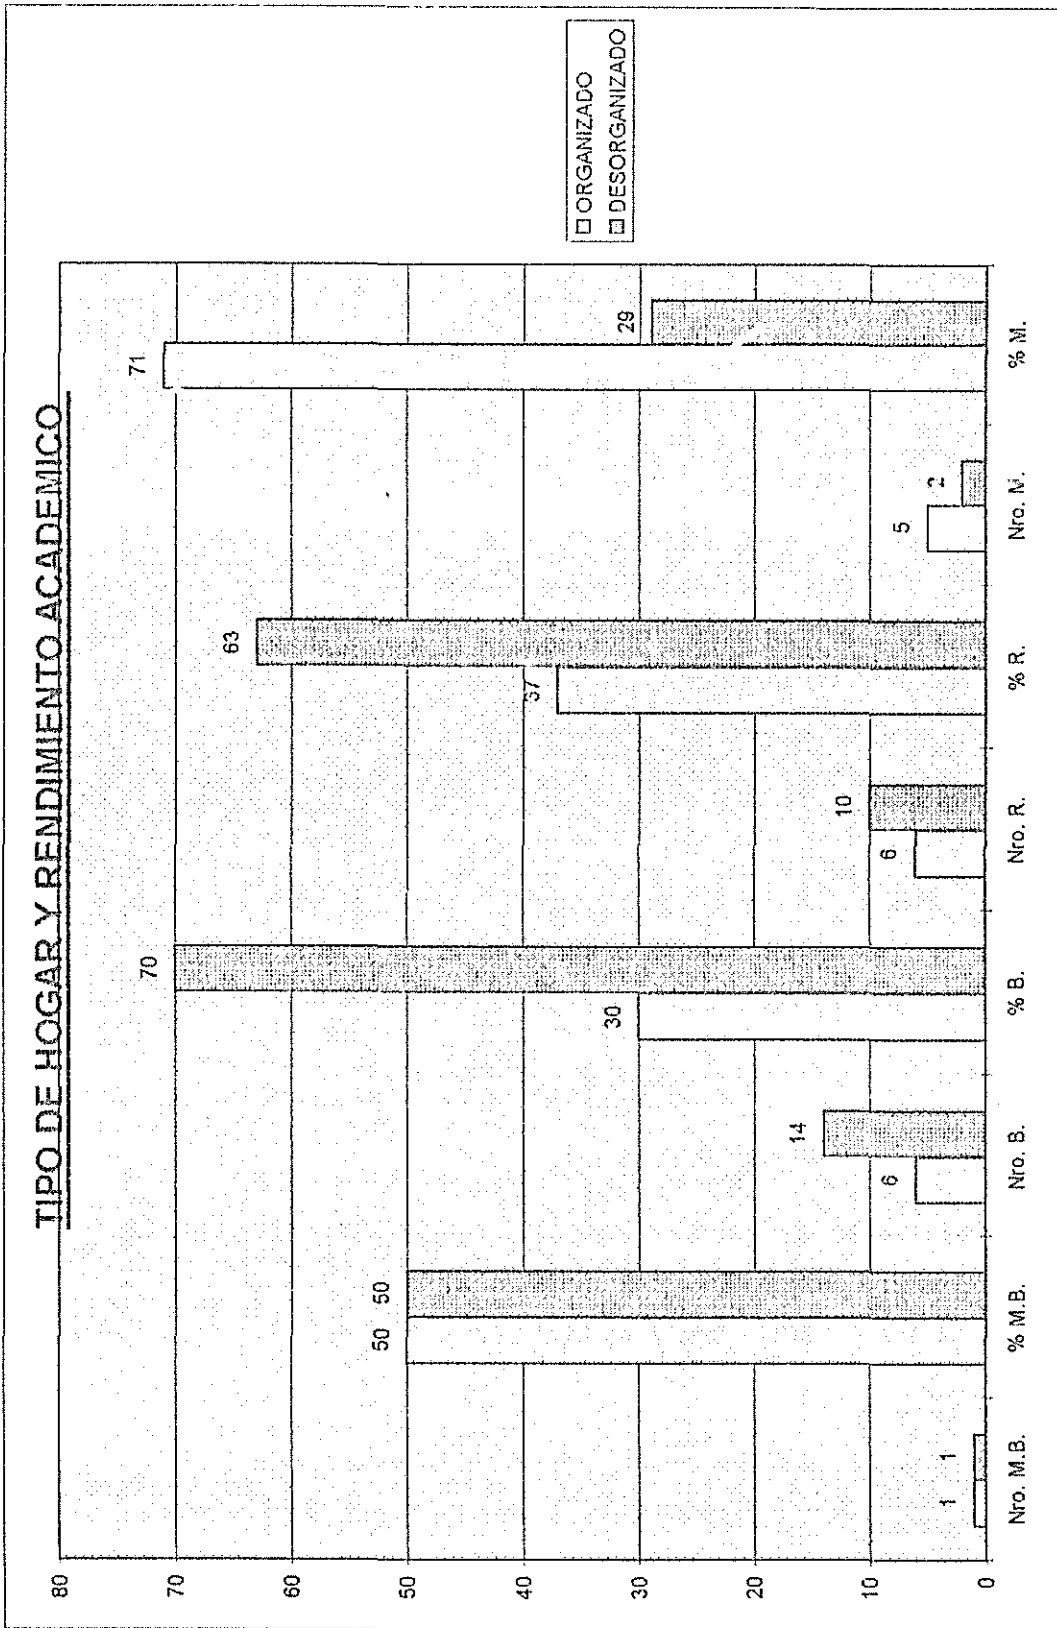 TIPO DE HOGAR Y RENDIMIENTO ACADEMICO
80
70
60
50
40
30
20
10
0
1
1
50
50
6
14
30
70
6
10
37
63
5
2
71
29
Nro. M.B.
% M.B.
Nro. B.
% B.
Nro. R.
% R.
Nro. M.
% M.
ORGANIZADO
DESORGANIZADO